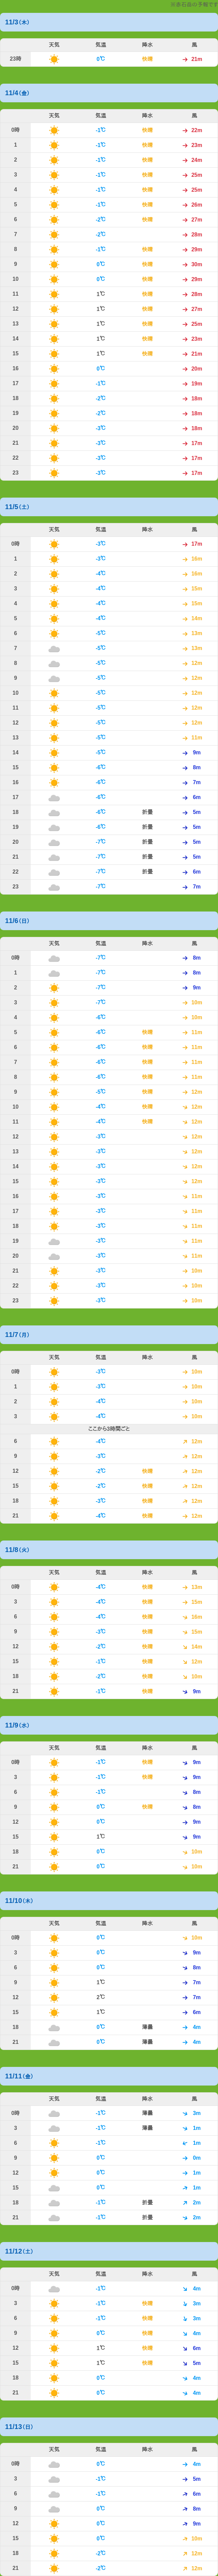 11/3(木)
天気 気温 降水 風
23時 0℃ 快晴 21m
11/4(金)
天気 気温 降水 風
0時 -1℃ 快晴 22m
1 -1℃ 快晴 23m
2 -1℃ 快晴 24m
3 -1℃ 快晴 25m
4 -1℃ 快晴 25m
5 -1℃ 快晴 26m
6 -2℃ 快晴 27m
7 -2℃ 快晴 28m
8 -1℃ 快晴 29m
9 0℃ 快晴 30m
10 0℃ 快晴 29m
11 1℃ 快晴 28m
12 1℃ 快晴 27m
13 1℃ 快晴 25m
14 1℃ 快晴 23m
15 1℃ 快晴 21m
16 0℃ 20m
17 -1℃ 19m
18 -2℃ 18m
19 -2℃ 18m
20 -3℃ 18m
21 -3℃ 17m
22 -3℃ 17m
23 -3℃ 17m
11/5(土)
天気 気温 降水 風
0時 -3℃ 17m
1 -3℃ 16m
2 -4℃ 16m
3 -4℃ 15m
4 -4℃ 15m
5 -4℃ 14m
6 -5℃ 13m
7 -5℃ 13m
8 -5℃ 12m
9 -5℃ 12m
10 -5℃ 12m
11 -5℃ 12m
12 -5℃ 12m
13 -5℃ 11m
14 -5℃ 9m
15 -6℃ 8m
16 -6℃ 7m
17 -6℃ 6m
18 -6℃ 折曇 5m
19 -6℃ 折曇 5m
20 -7℃ 折曇 5m
21 -7℃ 折曇 5m
22 -7℃ 折曇 6m
23 -7℃ 7m
11/6(日)
天気 気温 降水 風
0時 -7℃ 8m
1 -7℃ 8m
2 -7℃ 9m
3 -7℃ 10m
4 -6℃ 10m
5 -6℃ 快晴 11m
6 -6℃ 快晴 11m
7 -6℃ 快晴 11m
8 -6℃ 快晴 11m
9 -5℃ 快晴 12m
10 -4℃ 快晴 12m
11 -4℃ 快晴 12m
12 -3℃ 12m
13 -3℃ 12m
14 -3℃ 12m
15 -3℃ 12m
16 -3℃ 11m
17 -3℃ 11m
18 -3℃ 11m
19 -3℃ 11m
20 -3℃ 11m
21 -3℃ 10m
22 -3℃ 10m
23 -3℃ 10m
11/7(月)
天気 気温 降水 風
0時 -3℃ 10m
1 -3℃ 10m
2 -4℃ 10m
3 -4℃ 10m
ここから3時間ごと
6 -4℃ 12m
9 -3℃ 12m
12 -2℃ 快晴 12m
15 -2℃ 快晴 12m
18 -3℃ 快晴 12m
21 -4℃ 快晴 12m
11/8(火)
天気 気温 降水 風
0時 -4℃ 快晴 13m
3 -4℃ 快晴 15m
6 -4℃ 快晴 16m
9 -3℃ 快晴 15m
12 -2℃ 快晴 14m
15 -1℃ 快晴 12m
18 -2℃ 快晴 10m
21 -1℃ 快晴 9m
11/9(水)
天気 気温 降水 風
0時 -1℃ 快晴 9m
3 -1℃ 快晴 9m
6 -1℃ 8m
9 0℃ 快晴 8m
12 0℃ 9m
15 1℃ 9m
18 0℃ 10m
21 0℃ 10m
11/10(木)
天気 気温 降水 風
0時 0℃ 10m
3 0℃ 9m
6 0℃ 8m
9 1℃ 7m
12 2℃ 7m
15 1℃ 6m
18 0℃ 薄曇 4m
21 0℃ 薄曇 4m
11/11(金)
天気 気温 降水 風
0時 -1℃ 薄曇 3m
3 -1℃ 薄曇 1m
6 -1℃ 1m
9 0℃ 0m
12 0℃ 1m
15 0℃ 1m
18 -1℃ 折曇 2m
21 -1℃ 折曇 2m
11/12(土)
天気 気温 降水 風
0時 -1℃ 4m
3 -1℃ 快晴 3m
6 -1℃ 快晴 3m
9 0℃ 快晴 4m
12 1℃ 快晴 6m
15 1℃ 快晴 5m
18 0℃ 4m
21 0℃ 4m
11/13(日)
天気 気温 降水 風
0時 0℃ 4m
3 -1℃ 5m
6 -1℃ 6m
9 0℃ 8m
12 0℃ 9m
15 0℃ 10m
18 -2℃ 12m
21 -2℃ 12m